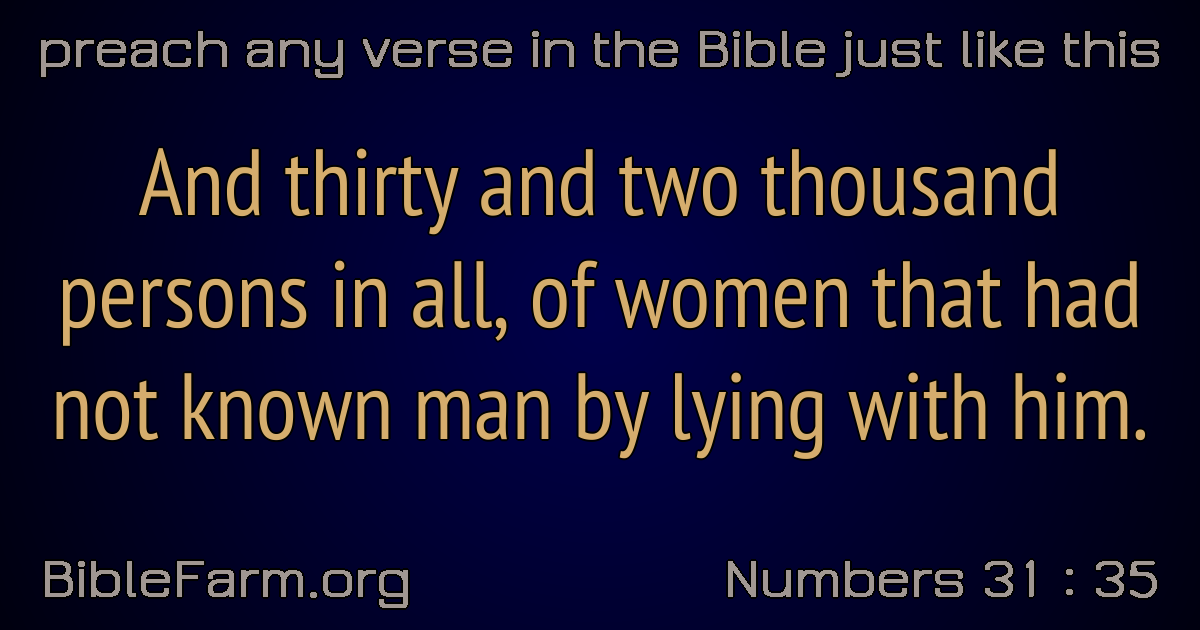 preach any verse in the Bible just like this
And thirty and two thousand
persons in all, of women that had
not known man by lying with him.
BibleFarm.org
Numbers 31 : 35